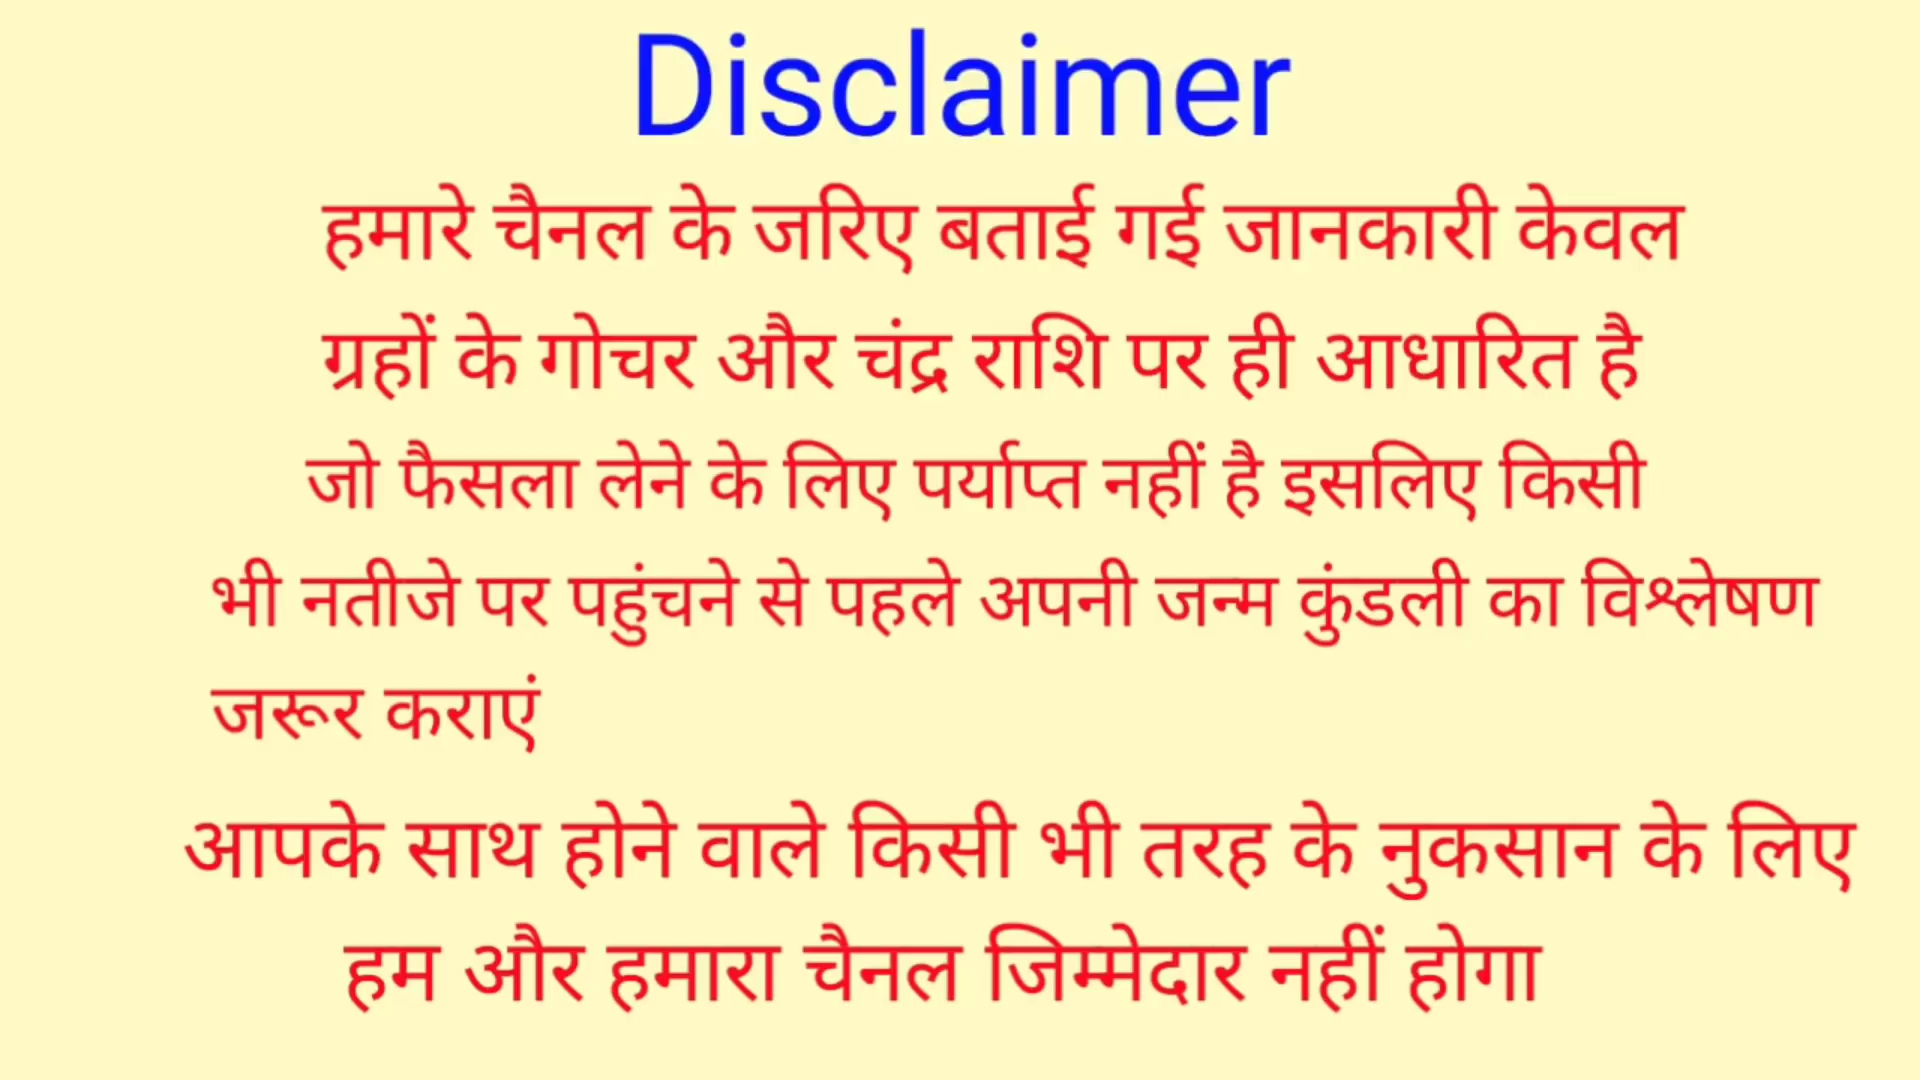 Disclaimer
हमारे चैनल के जरिए बताई गई जानकारी केवल
ग्रहों के गोचर और चंद्र राशि पर ही आधारित है
जो फैसला लेने के लिए पर्याप्त नहीं है इसलिए किसी
भी नतीजे पर पहुंचने से पहले अपनी जन्म कुंडली का विश्लेषण
जरूर कराएं
आपके साथ होने वाले किसी भी तरह के नुकसान के लिए
हम और हमारा चैनल जिम्मेदार नहीं होगा